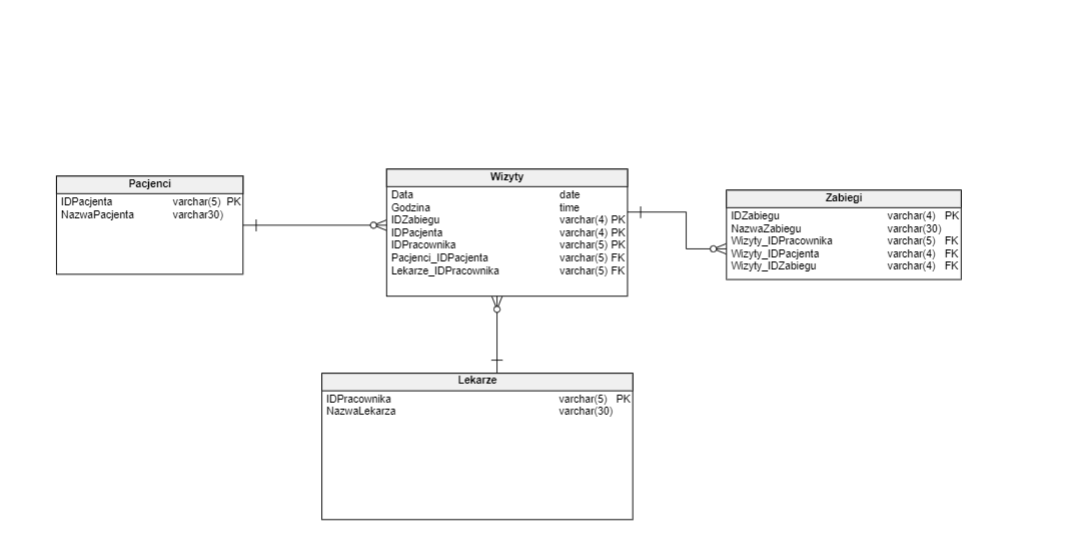 Pacjenci
IDPacjenta varchar(5) PK
NazwaPacjenta varchar30)
Wizyty
Data date
Godzina time
IDZabiegu varchar(4) PK
IDPacjenta varchar(4) PK
IDPracownika varchar(5) PK
Pacjenci_IDPacjenta varchar(5) FK
Lekarze_IDPracownika varchar(5) FK
Zabiegi
IDZabiegu varchar(4) PK
NazwaZabiegu varchar(30)
Wizyty_IDPracownika varchar(5) FK
Wizyty_IDPacjenta varchar(4) FK
Wizyty_IDZabiegu varchar(4) FK
Lekarze
IDPracownika varchar(5) PK
NazwaLekarza varchar(30)